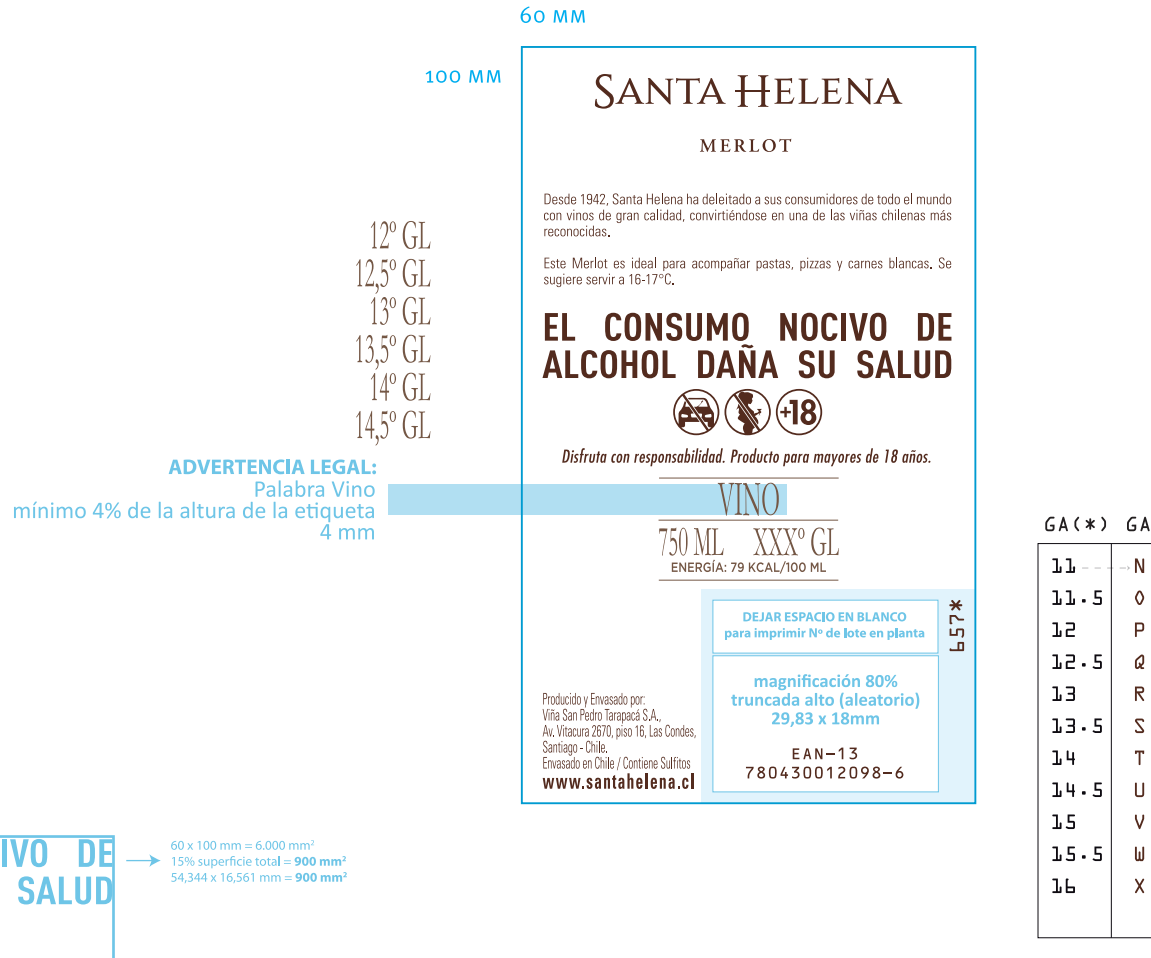 60 MM
100 MM
SANTA HELENA
MERLOT
Desde 1942, Santa Helena ha deleitado a sus consumidores de todo el mundo
con vinos de gran calidad, convirtiéndose en una de las viñas chilenas más
reconocidas.
Este Merlot es ideal para acompañar pastas, pizzas y carnes blancas. Se
sugiere servir a 16-17°C.
12º GL
12,5º GL
13º GL
13,5º GL
14º GL
14,5º GL
EL CONSUMO NOCIVO DE
ALCOHOL DAÑA SU SALUD
+18
Disfruta con responsabilidad. Producto para mayores de 18 años.
ADVERTENCIA LEGAL:
Palabra Vino
mínimo 4% de la altura de la etiqueta
4 mm
VINO
750 ML XXXº GL
ENERGÍA: 79 KCAL/100 ML
DEJAR ESPACIO EN BLANCO
para imprimir Nº de lote en planta
657*
magnificación 80%
truncada alto (aleatorio)
29,83 x 18mm
EAN-13
780430012098-6
Producido y Envasado por:
Viña San Pedro Tarapacá S.A.,
Av. Vitacura 2670, piso 16, Las Condes,
Santiago - Chile.
Envasado en Chile / Contiene Sulfitos
www.santahelena.cl
GA(*) GA
11 N
11.5 O
12 P
12.5 Q
13 R
13.5 S
14 T
14.5 U
15 V
15.5 W
16 X
IVO DE
SALUD
60 x 100 mm = 6.000 mm²
15% superficie total = 900 mm²
54,344 x 16,561 mm = 900 mm²